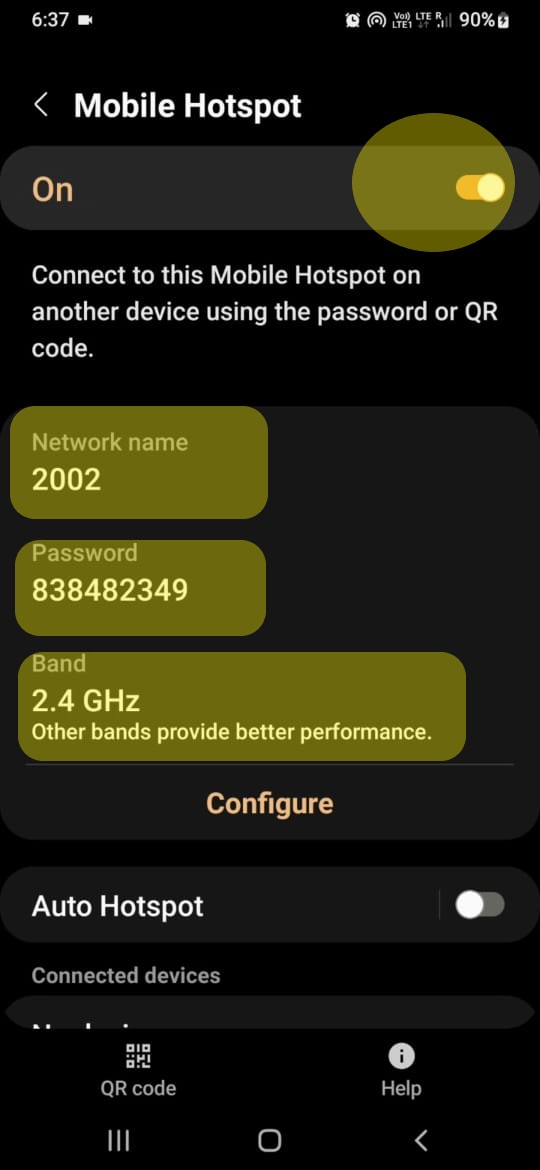 6:37 Vo)) LTE1 LTE R 90%
Mobile Hotspot
On
Connect to this Mobile Hotspot on
another device using the password or QR
code.
Network name
2002
Password
838482349
Band
2.4 GHz
Other bands provide better performance.
Configure
Auto Hotspot
Connected devices
QR code Help